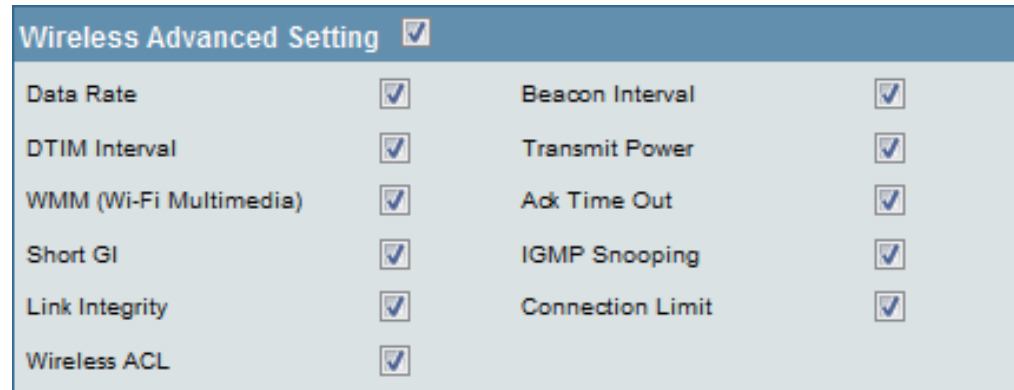 Wireless Advanced Setting
Data Rate Beacon Interval
DTIM Interval Transmit Power
WMM (Wi-Fi Multimedia) Ack Time Out
Short GI IGMP Snooping
Link Integrity Connection Limit
Wireless ACL